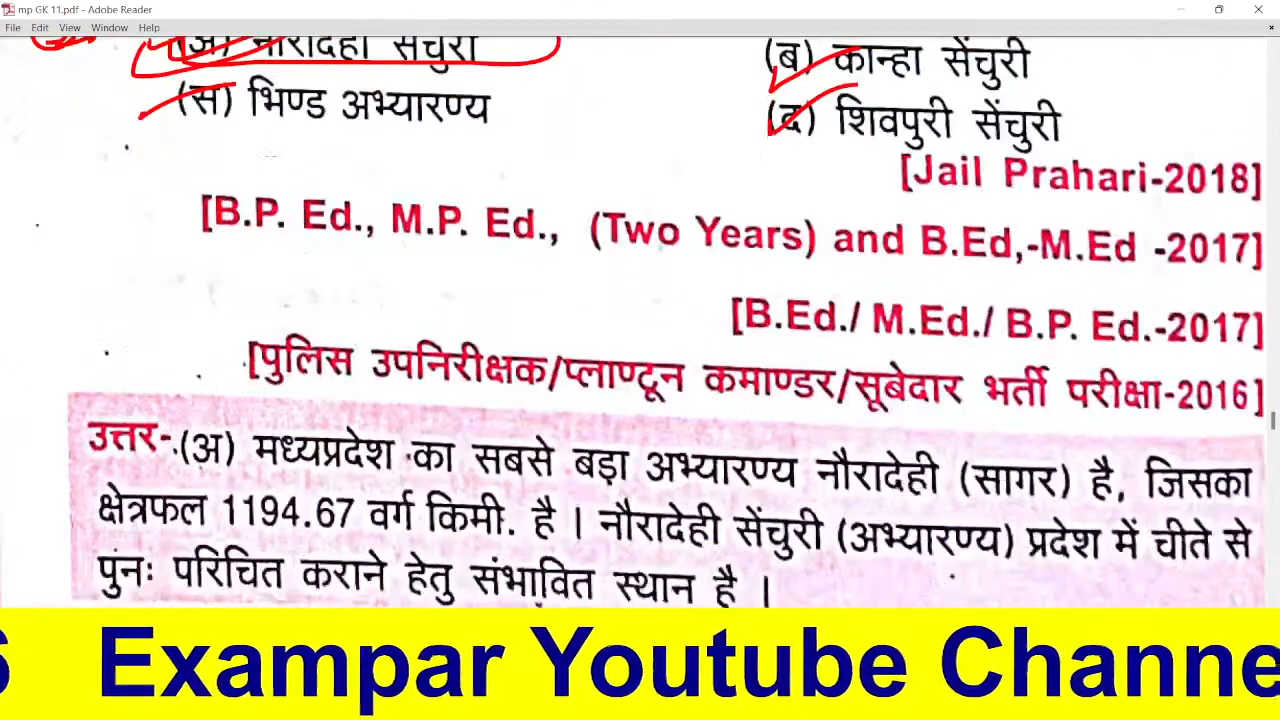 mp GK 11.pdf - Adobe Reader
File Edit View Window Help
(अ) नौरादेही सेंचुरी (ब) कान्हा सेंचुरी
(स) भिण्ड अभ्यारण्य (द) शिवपुरी सेंचुरी
[Jail Prahari-2018]
[B.P. Ed., M.P. Ed., (Two Years) and B.Ed,-M.Ed -2017]
[B.Ed./ M.Ed./ B.P. Ed.-2017]
[पुलिस उपनिरीक्षक/प्लाण्टून कमाण्डर/सूबेदार भर्ती परीक्षा-2016]
उत्तर-.(अ) मध्यप्रदेश का सबसे बड़ा अभ्यारण्य नौरादेही (सागर) है, जिसका
क्षेत्रफल 1194.67 वर्ग किमी. है । नौरादेही सेंचुरी (अभ्यारण्य) प्रदेश में चीते से
पुंनः परिचित कराने हेतु संभावित स्थान है ।
6 Exampar Youtube Channe